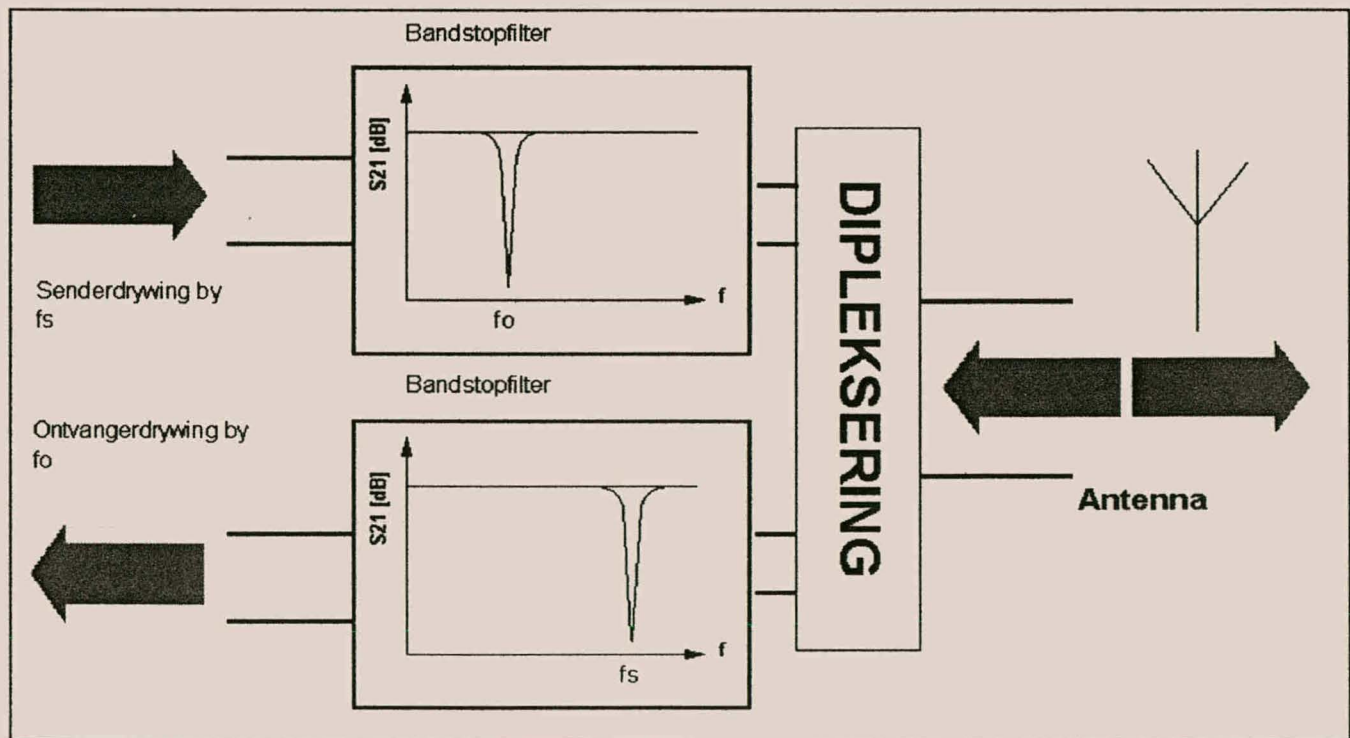 Bandstopfilter
S21 [dB]
f
fo
Senderdrywing by
fs
Bandstopfilter
S21 [dB]
f
fs
Ontvangerdrywing by
fo
DIPLEKSERING
Antenna